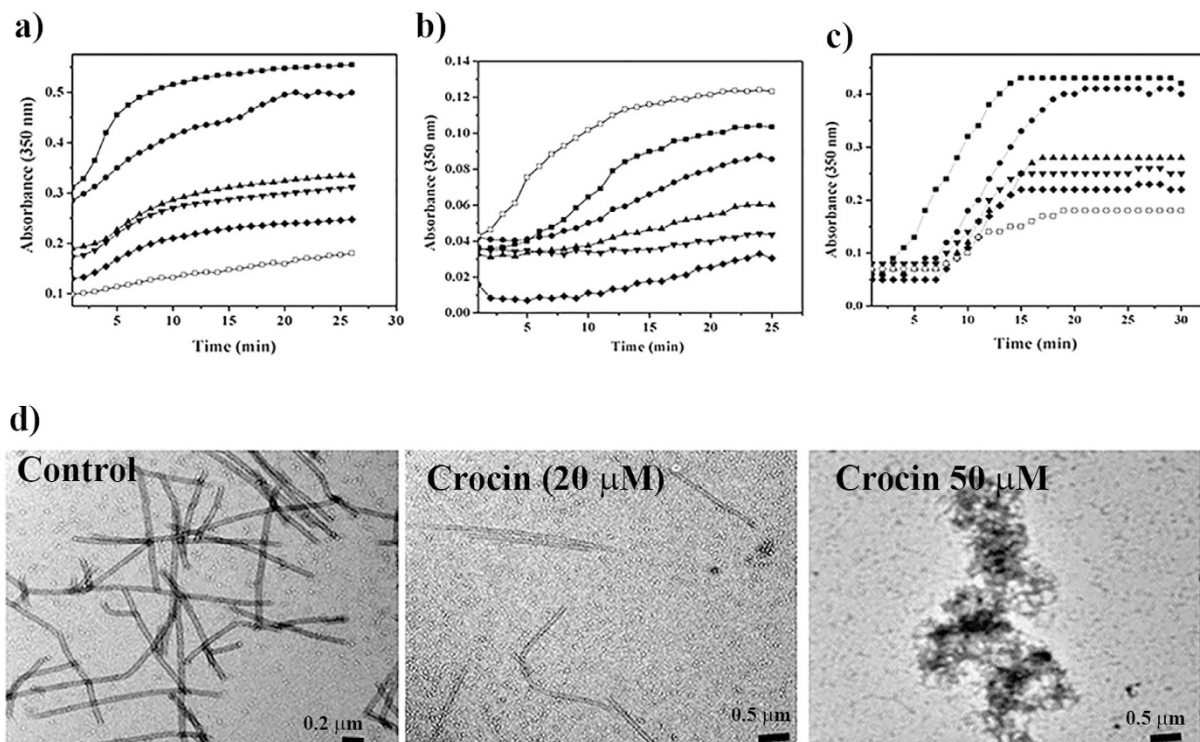 a)
b)
c)
Absorbance (350 nm)
0.5
0.4
0.3
0.2
0.1
5 10 15 20 25 30
Time (min)
Absorbance (350 nm)
0.14
0.12
0.10
0.08
0.06
0.04
0.02
0.00
5 10 15 20 25
Time (min)
Absorbance (350 nm)
0.4
0.3
0.2
0.1
0.0
5 10 15 20 25 30
Time (min)
d)
Control
0.2 μm
Crocin (20 μM)
0.5 μm
Crocin 50 μM
0.5 μm